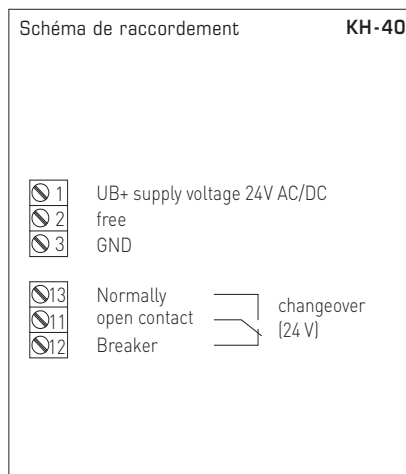 Schéma de raccordement KH-40
1 UB+ supply voltage 24V AC/DC
2 free
3 GND
13 Normally
11 open contact
12 Breaker
changeover
(24 V)